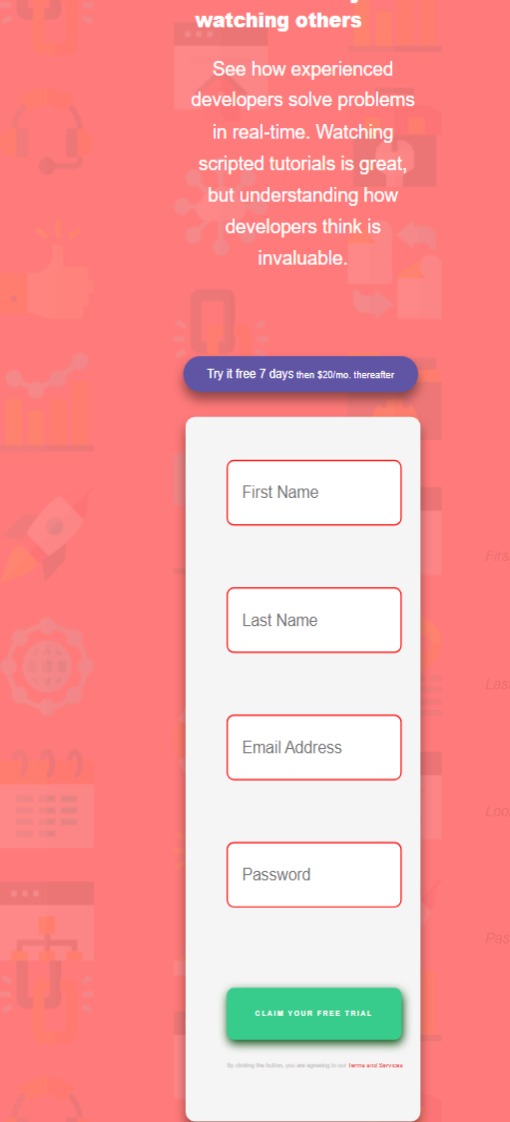 watching others
See how experienced
developers solve problems
in real-time. Watching
scripted tutorials is great,
but understanding how
developers think is
invaluable.
Try it free 7 days then $20/mo. thereafter
First Name
Last Name
Email Address
Password
CLAIM YOUR FREE TRIAL
By clicking the button, you are agreeing to our Terms and Services